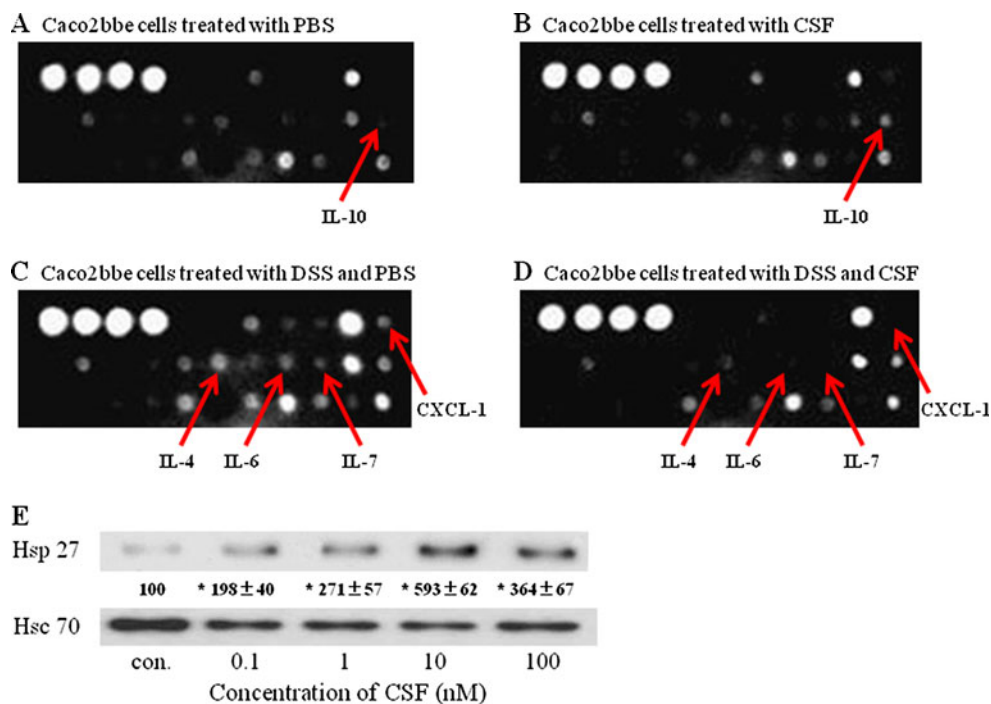 A Caco2bbe cells treated with PBS
B Caco2bbe cells treated with CSF
IL-10
IL-10
C Caco2bbe cells treated with DSS and PBS
D Caco2bbe cells treated with DSS and CSF
CXCL-1
CXCL-1
IL-4 IL-6 IL-7
IL-4 IL-6 IL-7
E
Hsp 27
100 * 198±40 * 271±57 * 593±62 * 364±67
Hsc 70
con. 0.1 1 10 100
Concentration of CSF (nM)